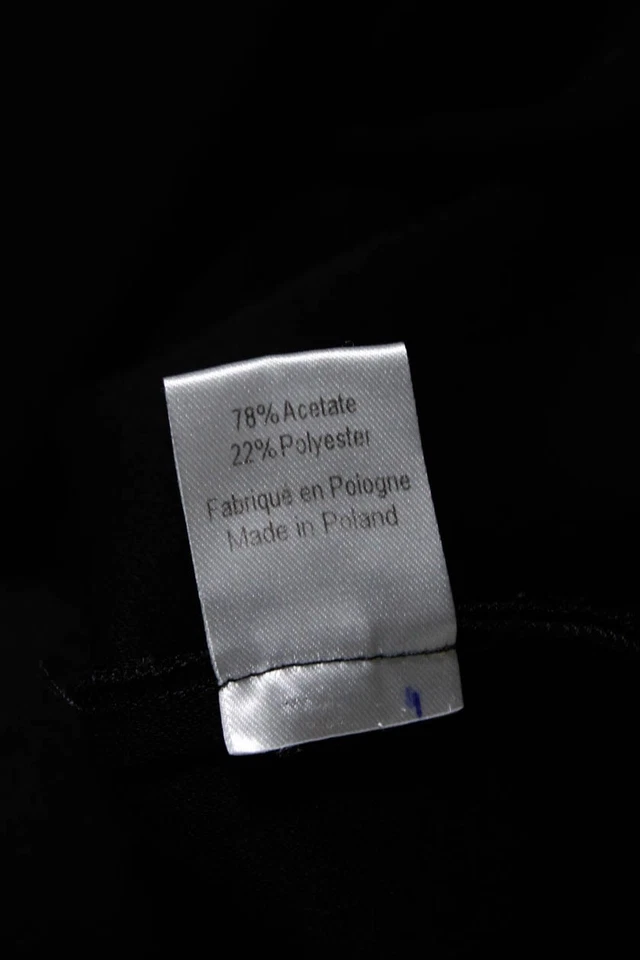 78% Acetate
22% Polyester
Fabriqué en Pologne
Made in Poland